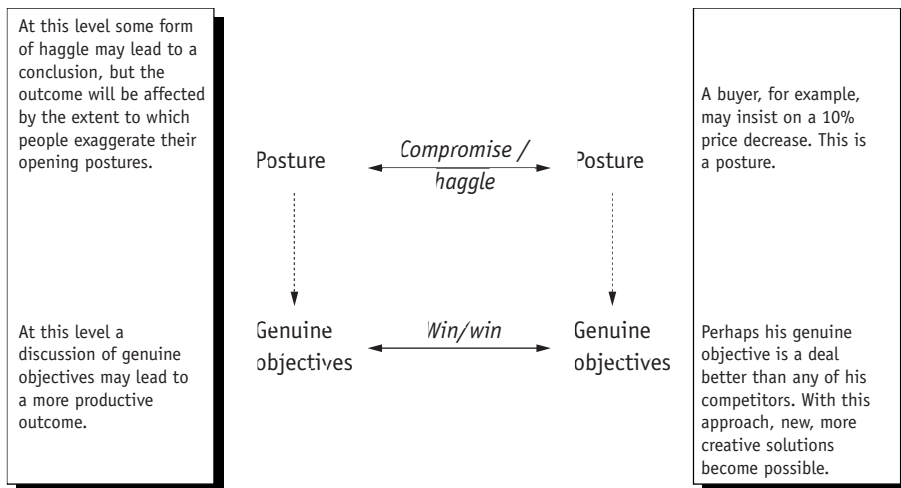 At this level some form
of haggle may lead to a
conclusion, but the
outcome will be affected
by the extent to which
people exaggerate their
opening postures.
At this level a
discussion of genuine
objectives may lead to
a more productive
outcome.
Posture
Compromise /
haggle
Posture
Genuine
objectives
Win/win
Genuine
objectives
A buyer, for example,
may insist on a 10%
price decrease. This is
a posture.
Perhaps his genuine
objective is a deal
better than any of his
competitors. With this
approach, new, more
creative solutions
become possible.